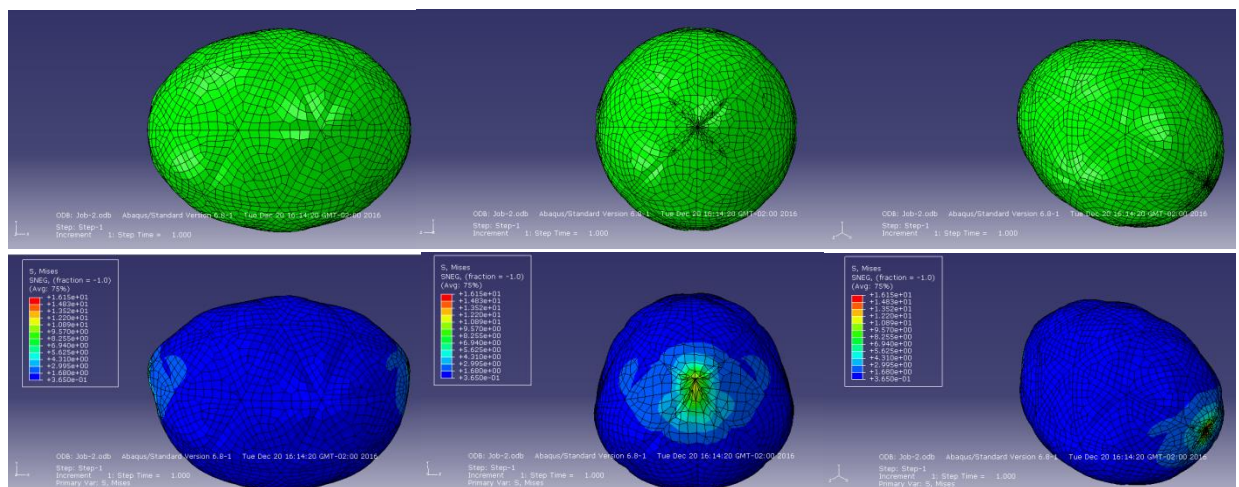 ODB: Job-2.odb Abaqus/Standard Version 6.8-1 Tue Dec 20 16:14:20 GMT-02:00 2016
Step: Step-1
Increment 1: Step Time = 1.000
ODB: Job-2.odb Abaqus/Standard Version 6.8-1 Tue Dec 20 16:14:20 GMT-02:00 2016
Step: Step-1
Increment 1: Step Time = 1.000
ODB: Job-2.odb Abaqus/Standard Version 6.8-1 Tue Dec 20 16:14:20 GMT-02:00 2016
Step: Step-1
Increment 1: Step Time = 1.000
S, Mises
SNEG, (fraction = -1.0)
(Avg: 75%)
+1.615e+01
+1.483e+01
+1.352e+01
+1.220e+01
+1.089e+01
+9.570e+00
+8.255e+00
+6.940e+00
+5.625e+00
+4.310e+00
+2.995e+00
+1.680e+00
+3.650e-01
ODB: Job-2.odb Abaqus/Standard Version 6.8-1 Tue Dec 20 16:14:20 GMT-02:00 2016
Step: Step-1
Increment 1: Step Time = 1.000
Primary Var: S, Mises
S, Mises
SNEG, (fraction = -1.0)
(Avg: 75%)
+1.615e+01
+1.483e+01
+1.352e+01
+1.220e+01
+1.089e+01
+9.570e+00
+8.255e+00
+6.940e+00
+5.625e+00
+4.310e+00
+2.995e+00
+1.680e+00
+3.650e-01
ODB: Job-2.odb Abaqus/Standard Version 6.8-1 Tue Dec 20 16:14:20 GMT-02:00 2016
Step: Step-1
Increment 1: Step Time = 1.000
Primary Var: S, Mises
S, Mises
SNEG, (fraction = -1.0)
(Avg: 75%)
+1.615e+01
+1.483e+01
+1.352e+01
+1.220e+01
+1.089e+01
+9.570e+00
+8.255e+00
+6.940e+00
+5.625e+00
+4.310e+00
+2.995e+00
+1.680e+00
+3.650e-01
ODB: Job-2.odb Abaqus/Standard Version 6.8-1 Tue Dec 20 16:14:20 GMT-02:00 2016
Step: Step-1
Increment 1: Step Time = 1.000
Primary Var: S, Mises